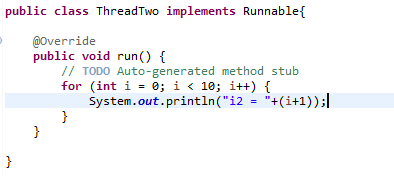 public class ThreadTwo implements Runnable{
@Override
public void run() {
// TODO Auto-generated method stub
for (int i = 0; i < 10; i++) {
System.out.println("i2 = "+(i+1));
}
}
}